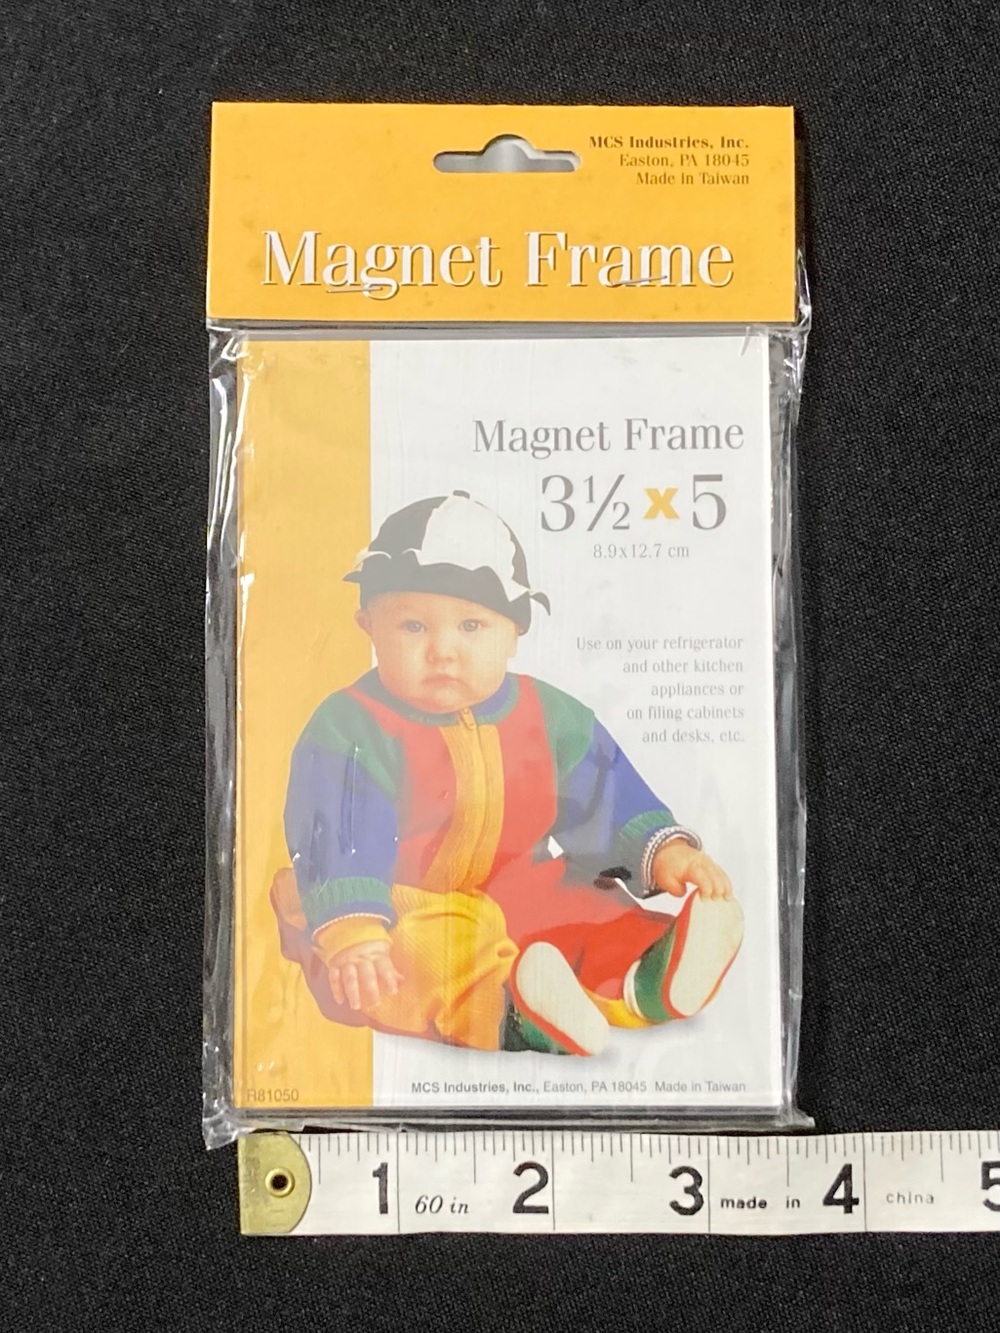 MCS Industries, Inc.
Easton, PA 18045
Made in Taiwan
Magnet Frame
Magnet Frame
3½ x 5
8.9x12.7 cm
Use on your refrigerator
and other kitchen
appliances or
on filing cabinets
and desks, etc.
R81050
MCS Industries, Inc., Easton, PA 18045 Made in Taiwan
1 60 in 2 3 made in 4 china 5